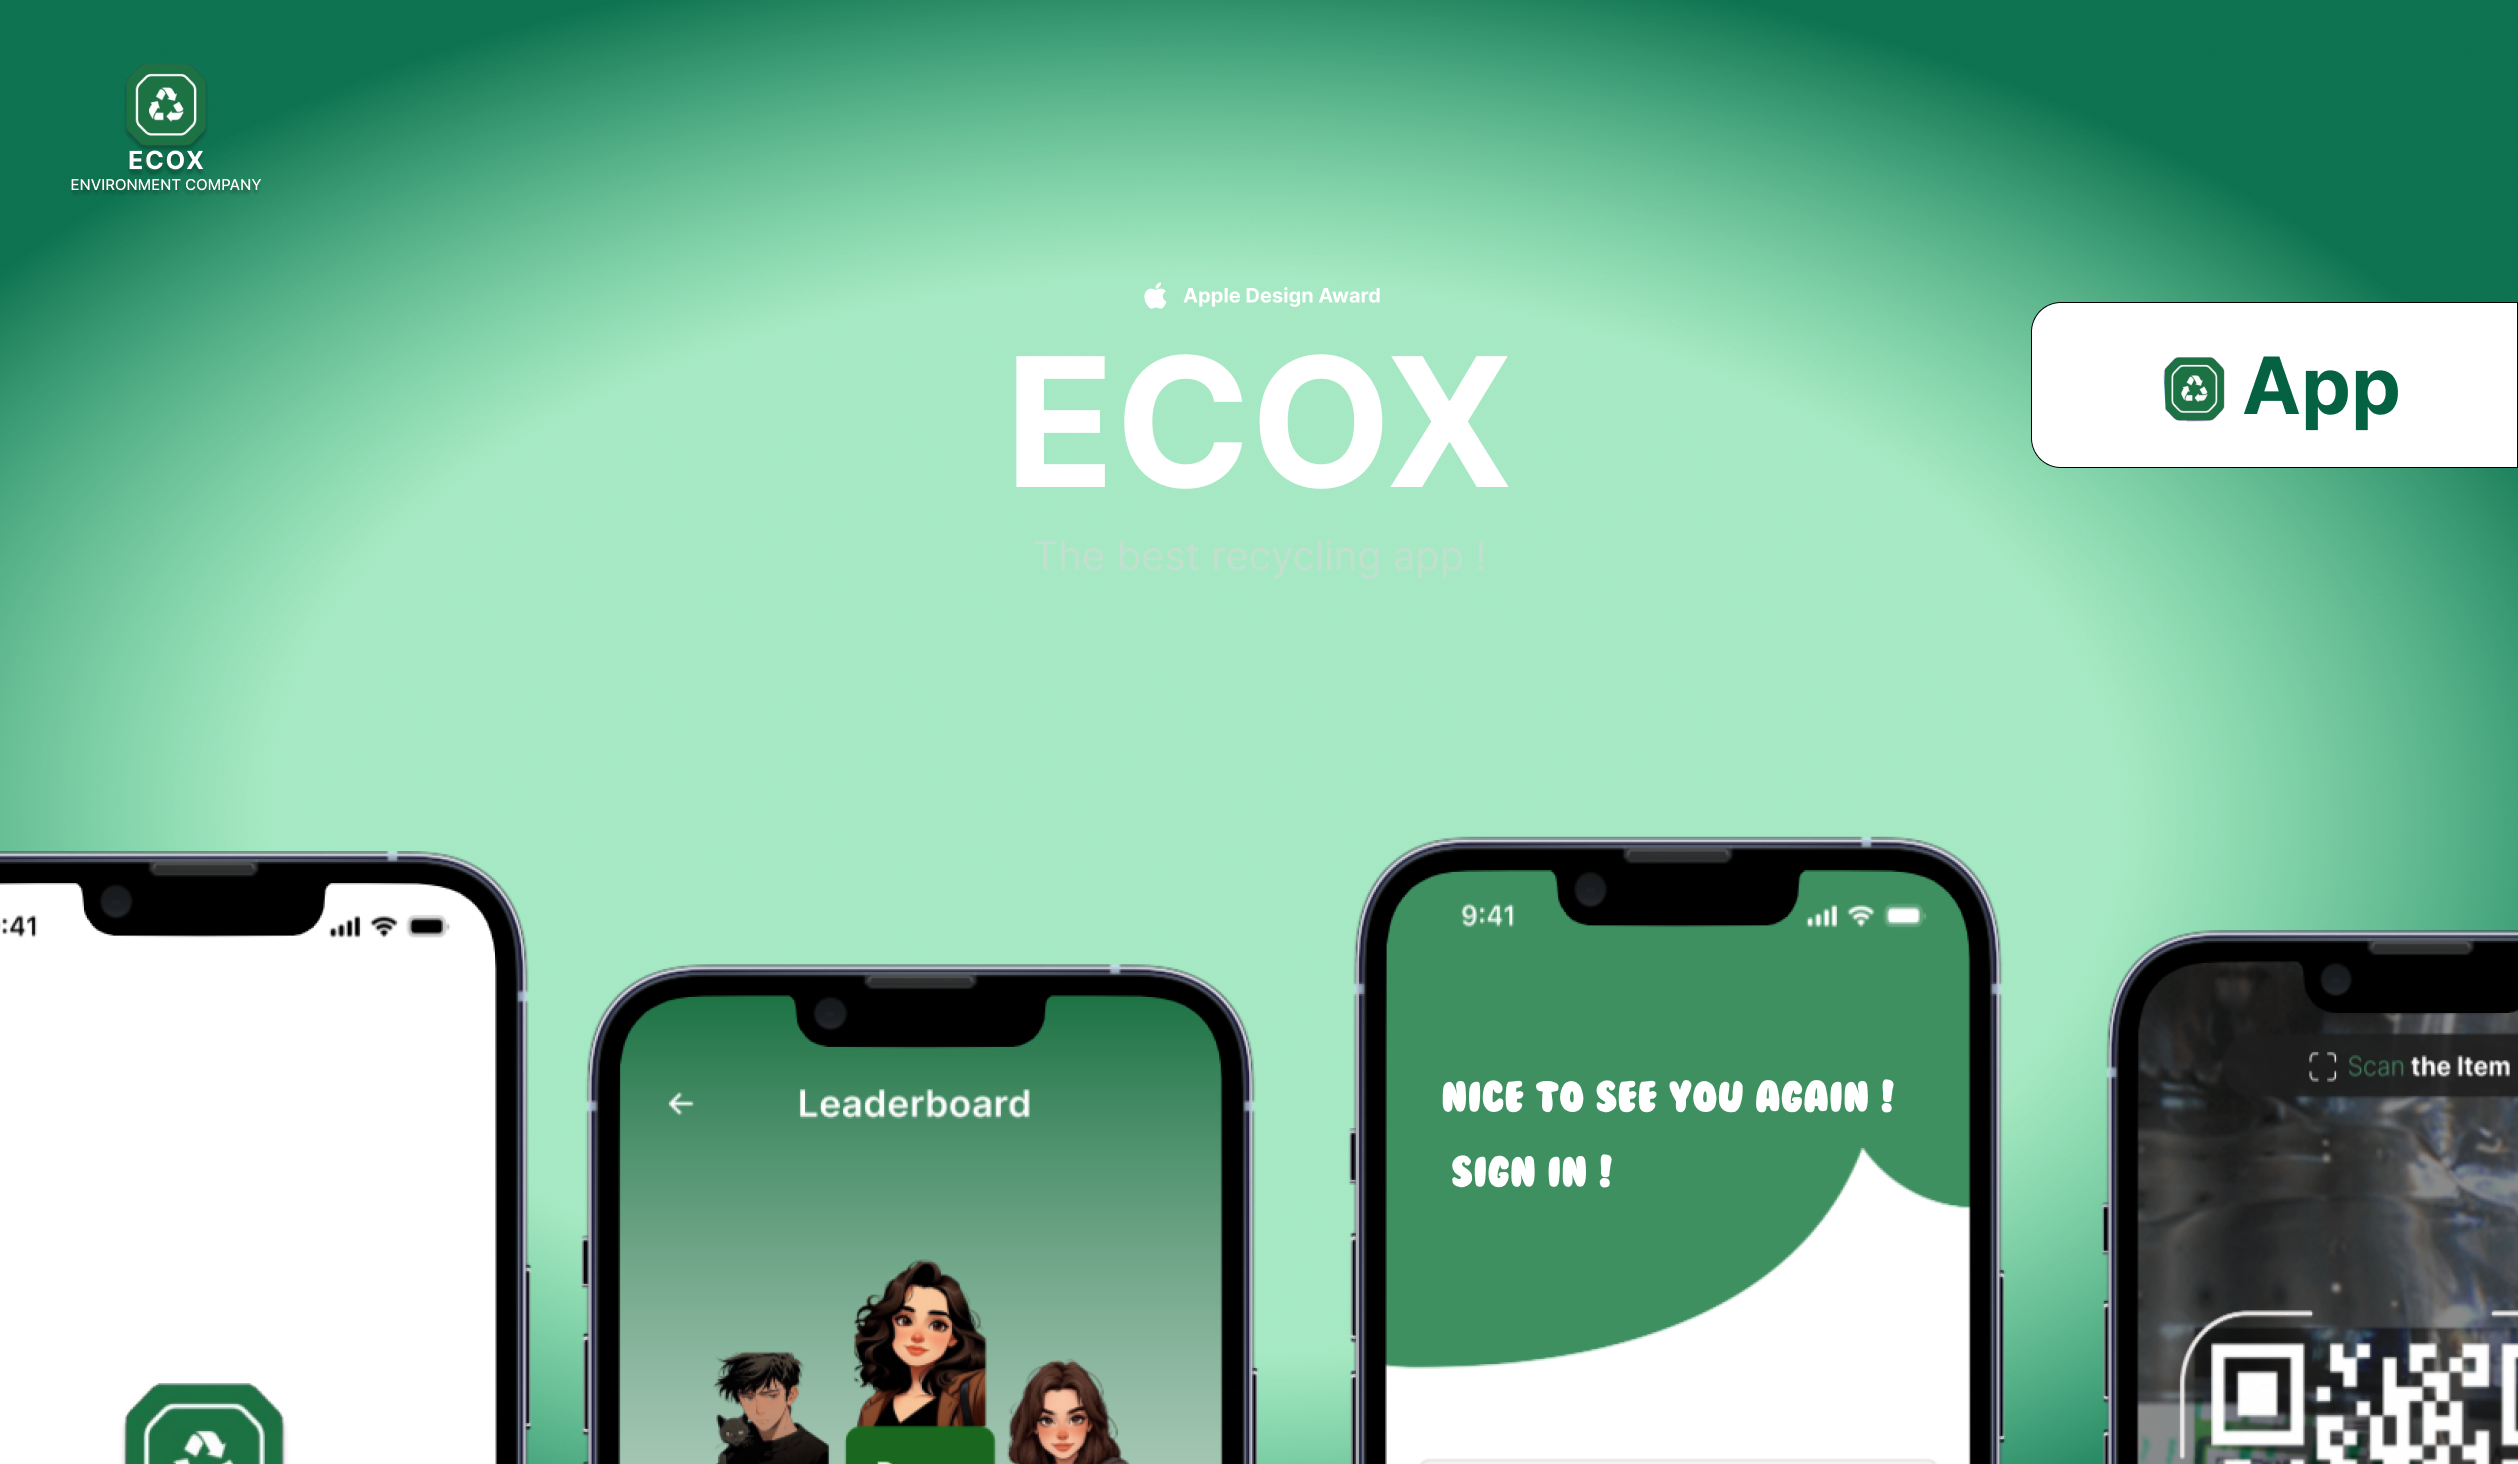 ECOX
ENVIRONMENT COMPANY
Apple Design Award
ECOX
The best recycling app !
App
:41
9:41
Leaderboard
NICE TO SEE YOU AGAIN !
SIGN IN !
Scan the Item